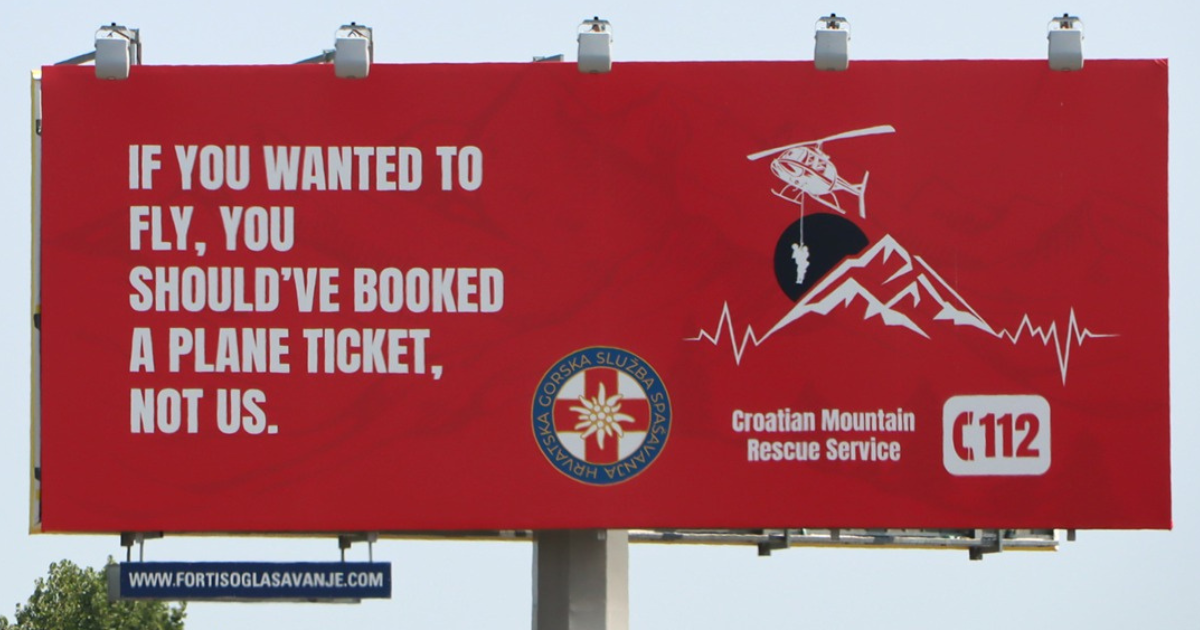 IF YOU WANTED TO
FLY, YOU
SHOULD'VE BOOKED
A PLANE TICKET,
NOT US.
HRVATSKA GORSKA SLUŽBA SPAŠAVANJA
Croatian Mountain
Rescue Service
112
WWW.FORTISOGLASAVANJE.COM